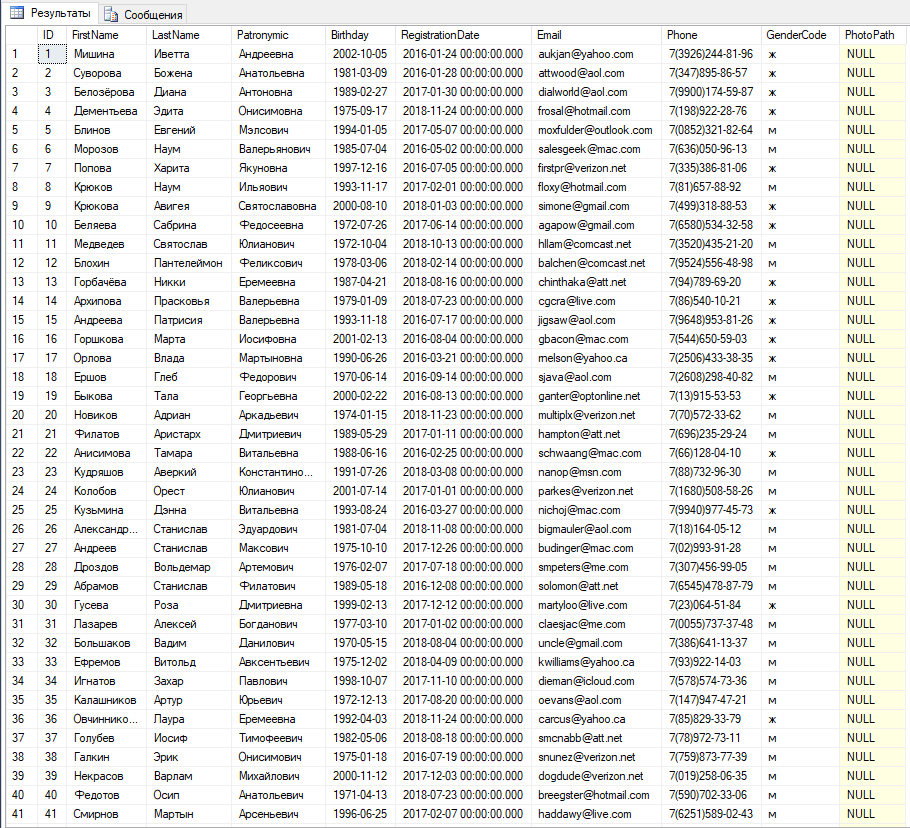 Результаты Сообщения
ID FirstName LastName Patronymic Birthday RegistrationDate Email Phone GenderCode PhotoPath
1 1 Мишина Иветта Андреевна 2002-10-05 2016-01-24 00:00:00.000 aukjan@yahoo.com 7(3926)244-81-96 ж NULL
2 2 Суворова Божена Анатольевна 1981-03-09 2016-01-28 00:00:00.000 attwood@aol.com 7(347)895-86-57 ж NULL
3 3 Белозёрова Диана Антоновна 1989-02-27 2017-01-30 00:00:00.000 dialworld@aol.com 7(9900)174-59-87 ж NULL
4 4 Дементьева Эдита Онисимовна 1975-09-17 2018-11-24 00:00:00.000 frosal@hotmail.com 7(198)922-28-76 ж NULL
5 5 Блинов Евгений Мэлсович 1994-01-05 2017-05-07 00:00:00.000 moxfulder@outlook.com 7(0852)321-82-64 м NULL
6 6 Морозов Наум Валерьянович 1985-07-04 2016-05-02 00:00:00.000 salesgeek@mac.com 7(636)050-96-13 м NULL
7 7 Попова Харита Якуновна 1997-12-16 2016-07-05 00:00:00.000 firstpr@verizon.net 7(335)386-81-06 ж NULL
8 8 Крюков Наум Ильяович 1993-11-17 2017-02-01 00:00:00.000 floxy@hotmail.com 7(81)657-88-92 м NULL
9 9 Крюкова Авигея Святославовна 2000-08-10 2018-01-03 00:00:00.000 simone@gmail.com 7(499)318-88-53 ж NULL
10 10 Беляева Сабрина Федосеевна 1972-07-26 2017-06-14 00:00:00.000 agapow@gmail.com 7(6580)534-32-58 ж NULL
11 11 Медведев Святослав Юлианович 1972-10-04 2018-10-13 00:00:00.000 hllam@comcast.net 7(3520)435-21-20 м NULL
12 12 Блохин Пантелеймон Феликсович 1978-03-06 2018-02-14 00:00:00.000 balchen@comcast.net 7(9524)556-48-98 м NULL
13 13 Горбачёва Никки Еремеевна 1987-04-21 2018-08-16 00:00:00.000 chinthaka@att.net 7(94)789-69-20 ж NULL
14 14 Архипова Прасковья Валерьевна 1979-01-09 2018-07-23 00:00:00.000 cgcra@live.com 7(86)540-10-21 ж NULL
15 15 Андреева Патрисия Валерьевна 1993-11-18 2016-07-17 00:00:00.000 jigsaw@aol.com 7(9648)953-81-26 ж NULL
16 16 Горшкова Марта Иосифовна 2001-02-13 2016-08-04 00:00:00.000 gbacon@mac.com 7(544)650-59-03 ж NULL
17 17 Орлова Влада Мартыновна 1990-06-26 2016-03-21 00:00:00.000 melson@yahoo.ca 7(2506)433-38-35 ж NULL
18 18 Ершов Глеб Федорович 1970-06-14 2016-09-14 00:00:00.000 sjava@aol.com 7(2608)298-40-82 м NULL
19 19 Быкова Тала Георгьевна 2000-02-22 2016-08-13 00:00:00.000 ganter@optonline.net 7(13)915-53-53 ж NULL
20 20 Новиков Адриан Аркадьевич 1974-01-15 2018-11-23 00:00:00.000 multiplx@verizon.net 7(70)572-33-62 м NULL
21 21 Филатов Аристарх Дмитриевич 1989-05-29 2017-01-11 00:00:00.000 hampton@att.net 7(696)235-29-24 м NULL
22 22 Анисимова Тамара Витальевна 1988-06-16 2016-02-25 00:00:00.000 schwaang@mac.com 7(66)128-04-10 ж NULL
23 23 Кудряшов Аверкий Константино... 1991-07-26 2018-03-08 00:00:00.000 nanop@msn.com 7(88)732-96-30 м NULL
24 24 Колобов Орест Юлианович 2001-07-14 2017-01-01 00:00:00.000 parkes@verizon.net 7(1680)508-58-26 м NULL
25 25 Кузьмина Дэнна Витальевна 1993-08-24 2016-03-27 00:00:00.000 nichoj@mac.com 7(9940)977-45-73 ж NULL
26 26 Александр... Станислав Эдуардович 1981-07-04 2018-11-08 00:00:00.000 bigmauler@aol.com 7(18)164-05-12 м NULL
27 27 Андреев Станислав Максович 1975-10-10 2017-12-26 00:00:00.000 budinger@mac.com 7(02)993-91-28 м NULL
28 28 Дроздов Вольдемар Артемович 1976-02-07 2017-07-18 00:00:00.000 smpeters@me.com 7(307)456-99-05 м NULL
29 29 Абрамов Станислав Филатович 1989-05-18 2016-12-08 00:00:00.000 solomon@att.net 7(6545)478-87-79 м NULL
30 30 Гусева Роза Дмитриевна 1999-02-13 2017-12-12 00:00:00.000 martyloo@live.com 7(23)064-51-84 ж NULL
31 31 Лазарев Алексей Богданович 1977-03-10 2017-01-02 00:00:00.000 claesjac@me.com 7(0055)737-37-48 м NULL
32 32 Большаков Вадим Данилович 1970-05-15 2018-08-04 00:00:00.000 uncle@gmail.com 7(386)641-13-37 м NULL
33 33 Ефремов Витольд Авксентьевич 1975-12-02 2018-04-09 00:00:00.000 kwilliams@yahoo.ca 7(93)922-14-03 м NULL
34 34 Игнатов Захар Павлович 1998-10-07 2017-11-10 00:00:00.000 dieman@icloud.com 7(578)574-73-36 м NULL
35 35 Калашников Артур Юрьевич 1972-12-13 2017-08-20 00:00:00.000 oevans@aol.com 7(147)947-47-21 м NULL
36 36 Овчиннико... Лаура Еремеевна 1992-04-03 2018-11-24 00:00:00.000 carcus@yahoo.ca 7(85)829-33-79 ж NULL
37 37 Голубев Иосиф Тимофеевич 1982-05-06 2018-08-18 00:00:00.000 smcnabb@att.net 7(78)972-73-11 м NULL
38 38 Галкин Эрик Онисимович 1975-01-18 2016-07-19 00:00:00.000 snunez@verizon.net 7(759)873-77-39 м NULL
39 39 Некрасов Варлам Михайлович 2000-11-12 2017-12-03 00:00:00.000 dogdude@verizon.net 7(019)258-06-35 м NULL
40 40 Федотов Осип Анатольевич 1971-04-13 2018-07-23 00:00:00.000 breegster@hotmail.com 7(590)702-33-06 м NULL
41 41 Смирнов Мартын Арсеньевич 1996-06-25 2017-02-07 00:00:00.000 haddawy@live.com 7(6251)589-02-43 м NULL